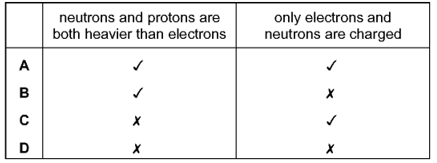 neutrons and protons are only electrons and
both heavier than electrons neutrons are charged
A ✓ ✓
B ✓ ✗
C ✗ ✓
D ✗ ✗